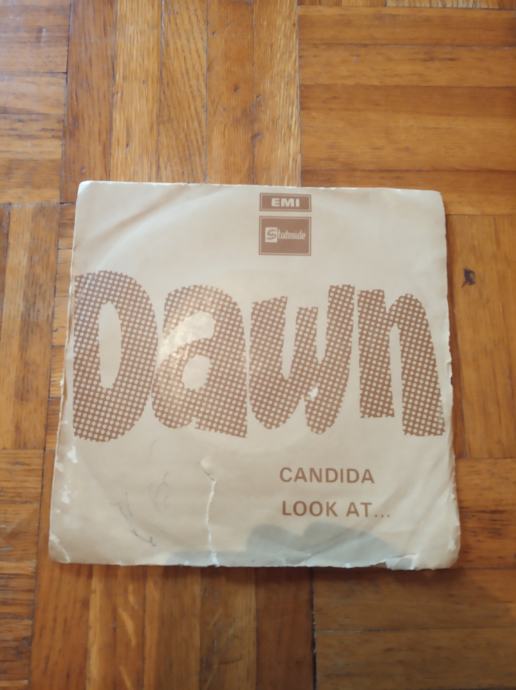 EMI
Stateside
Dawn
CANDIDA
LOOK AT...